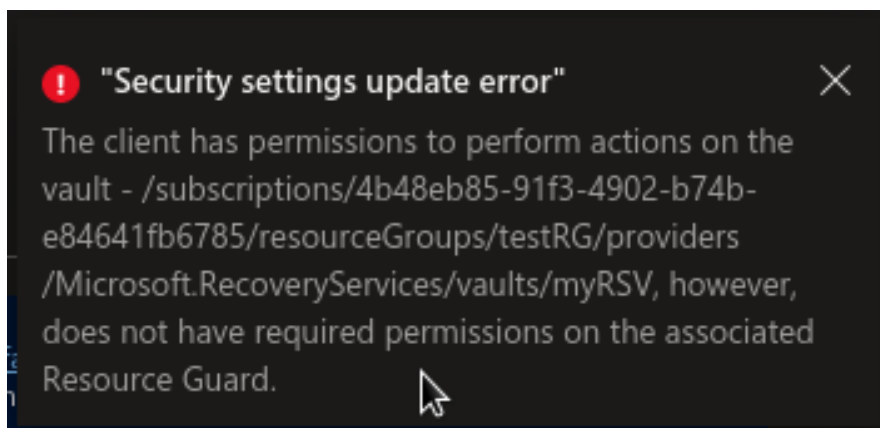 "Security settings update error"
The client has permissions to perform actions on the
vault - /subscriptions/4b48eb85-91f3-4902-b74b-
e84641fb6785/resourceGroups/testRG/providers
/Microsoft.RecoveryServices/vaults/myRSV, however,
does not have required permissions on the associated
Resource Guard.